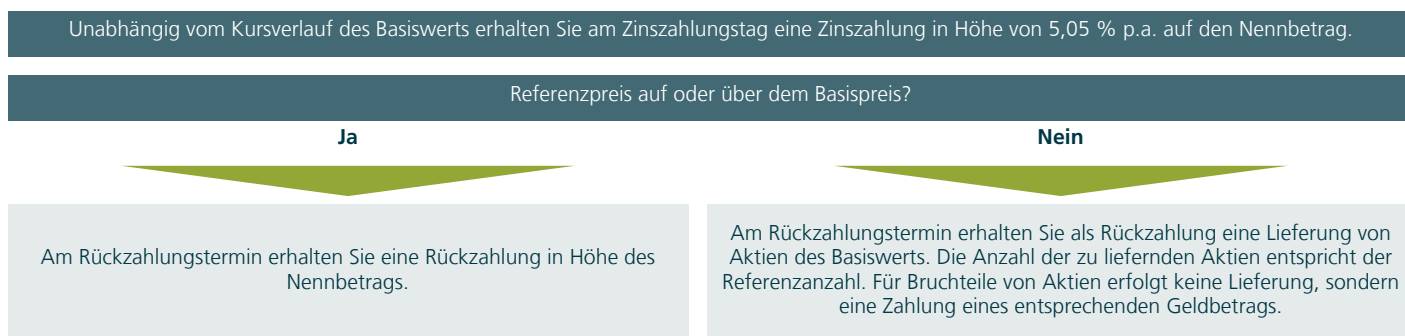 Unabhängig vom Kursverlauf des Basiswerts erhalten Sie am Zinszahlungstag eine Zinszahlung in Höhe von 5,05 % p.a. auf den Nennbetrag.
Referenzpreis auf oder über dem Basispreis?
Ja
Am Rückzahlungstermin erhalten Sie eine Rückzahlung in Höhe des
Nennbetrags.
Nein
Am Rückzahlungstermin erhalten Sie als Rückzahlung eine Lieferung von
Aktien des Basiswerts. Die Anzahl der zu liefernden Aktien entspricht der
Referenzanzahl. Für Bruchteile von Aktien erfolgt keine Lieferung, sondern
eine Zahlung eines entsprechenden Geldbetrags.